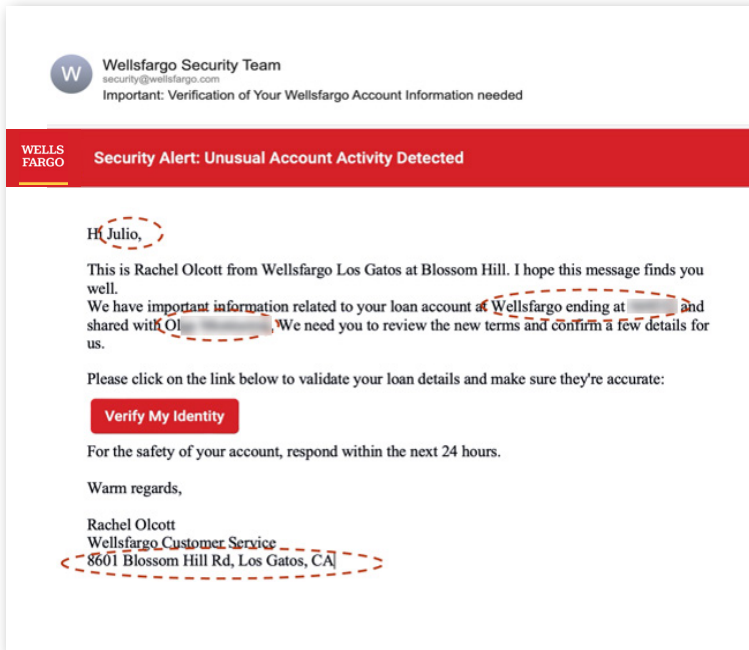 W
Wellsfargo Security Team
security@wellsfargo.com
Important: Verification of Your Wellsfargo Account Information needed
WELLS
FARGO
Security Alert: Unusual Account Activity Detected
Hi Julio,
This is Rachel Olcott from Wellsfargo Los Gatos at Blossom Hill. I hope this message finds you
well.
We have important information related to your loan account at Wellsfargo ending at and
shared with We need you to review the new terms and confirm a few details for
us.
Please click on the link below to validate your loan details and make sure they're accurate:
Verify My Identity
For the safety of your account, respond within the next 24 hours.
Warm regards,
Rachel Olcott
Wellsfargo Customer Service
8601 Blossom Hill Rd, Los Gatos, CA